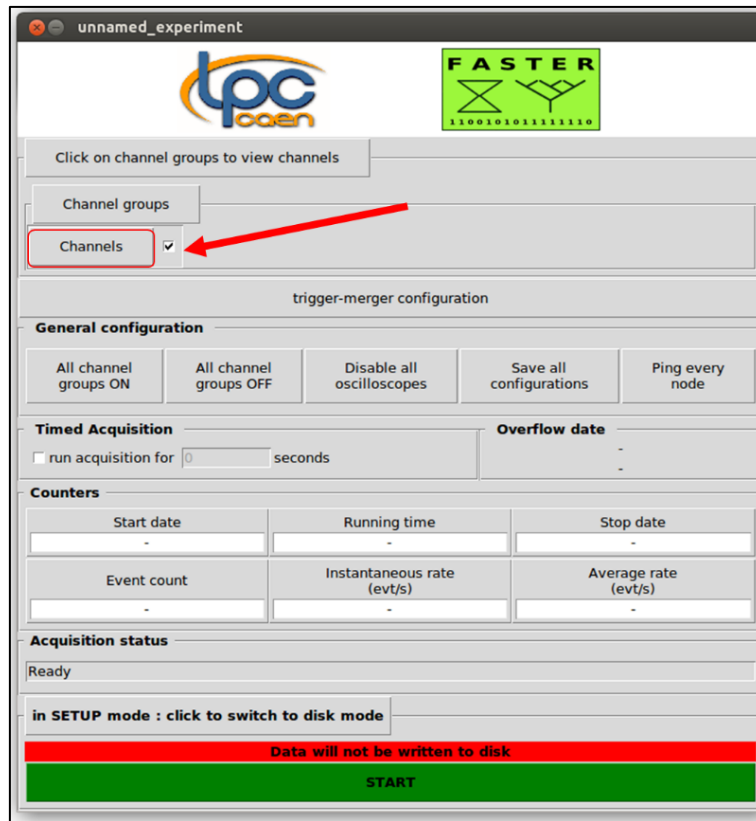 unnamed_experiment
lpc
caen
FASTER
1100101011111110
Click on channel groups to view channels
Channel groups
Channels
trigger-merger configuration
General configuration
All channel
groups ON
All channel
groups OFF
Disable all
oscilloscopes
Save all
configurations
Ping every
node
Timed Acquisition
run acquisition for 0 seconds
Overflow date
-
-
Counters
Start date
Running time
Stop date
-
-
-
Event count
Instantaneous rate
(evt/s)
Average rate
(evt/s)
-
-
-
Acquisition status
Ready
in SETUP mode : click to switch to disk mode
Data will not be written to disk
START